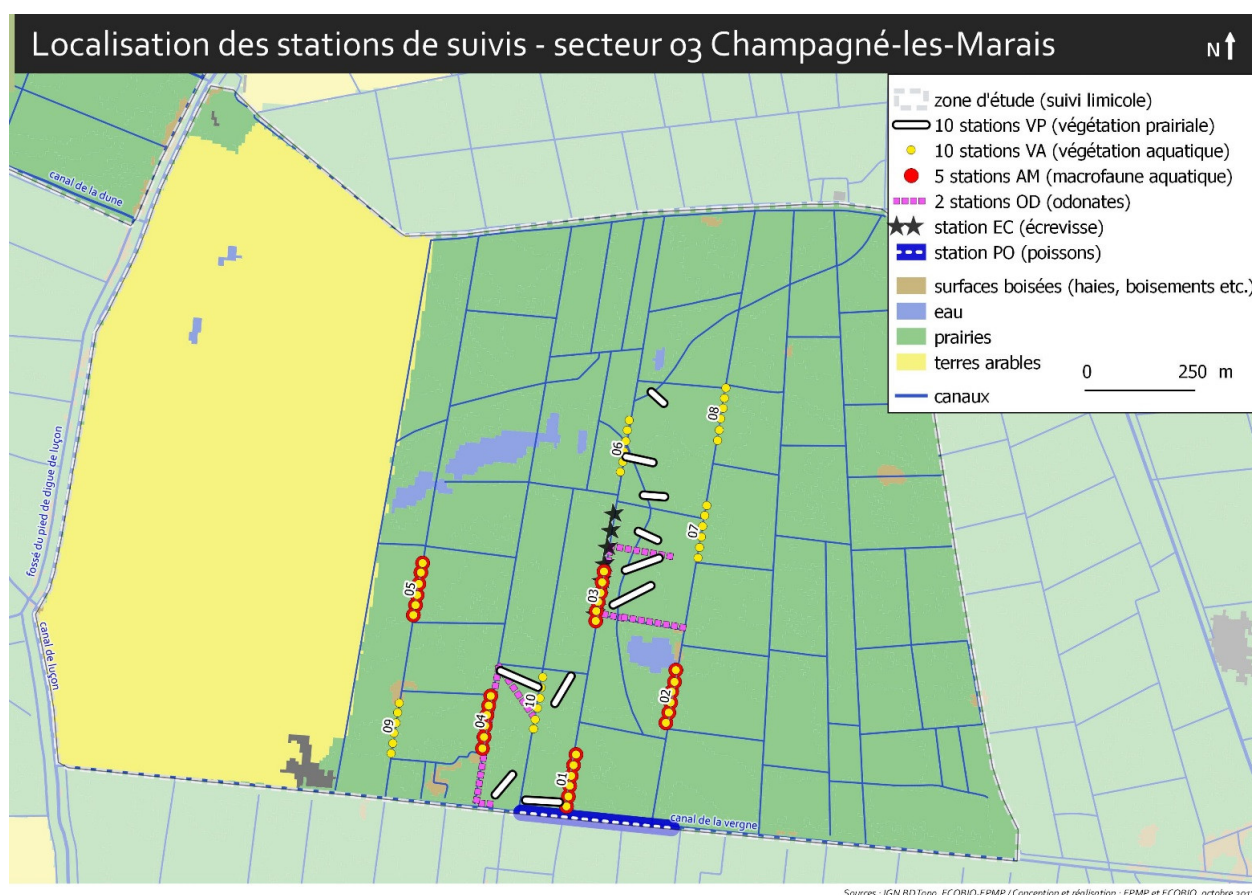 Localisation des stations de suivis - secteur 03 Champagné-les-Marais
N
zone d'étude (suivi limicole)
10 stations VP (végétation prairiale)
10 stations VA (végétation aquatique)
5 stations AM (macrofaune aquatique)
2 stations OD (odonates)
station EC (écrevisse)
station PO (poissons)
surfaces boisées (haies, boisements etc.)
eau
prairies
terres arables
0 250 m
canaux
canal de la dune
fossé du pied de digue de luçon
canal de luçon
08
06
07
05
03
10
02
09
04
01
canal de la vergne
Sources : IGN BDTopo, ECOBIO-EPMP / Conception et réalisation : EPMP et ECOBIO, octobre